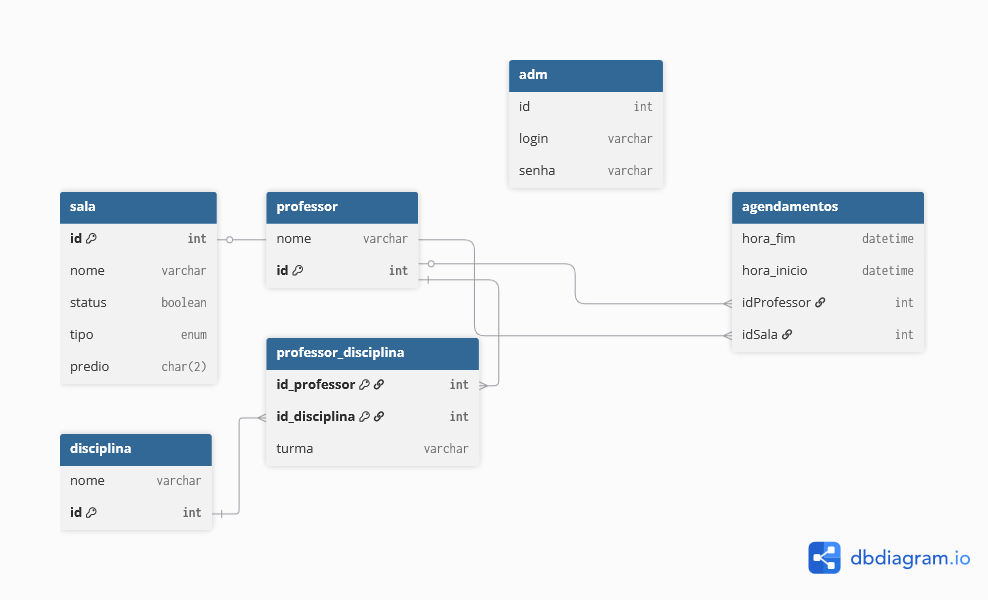 adm
id int
login varchar
senha varchar
sala
id int
nome varchar
status boolean
tipo enum
predio char(2)
professor
nome varchar
id int
agendamentos
hora_fim datetime
hora_inicio datetime
idProfessor int
idSala int
professor_disciplina
id_professor int
id_disciplina int
turma varchar
disciplina
nome varchar
id int
dbdiagram.io